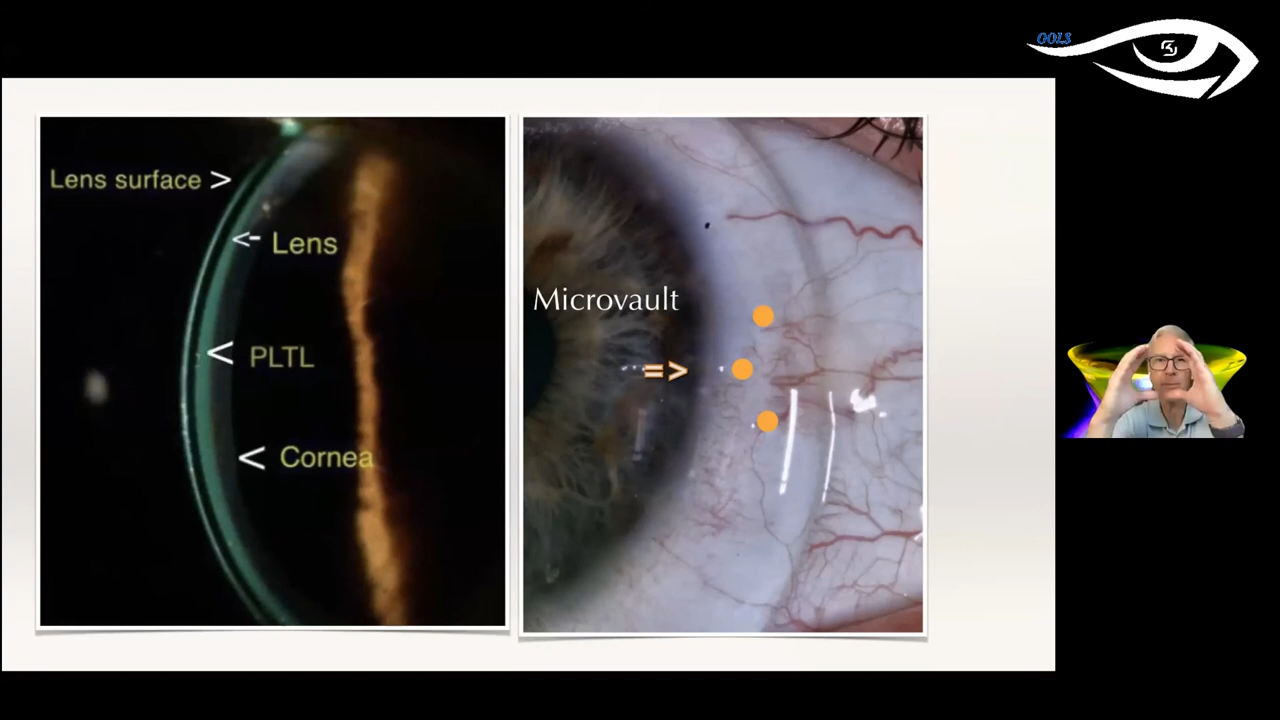 OOLS
Lens surface >
<- Lens
< PLTL
< Cornea
Microvault
=>